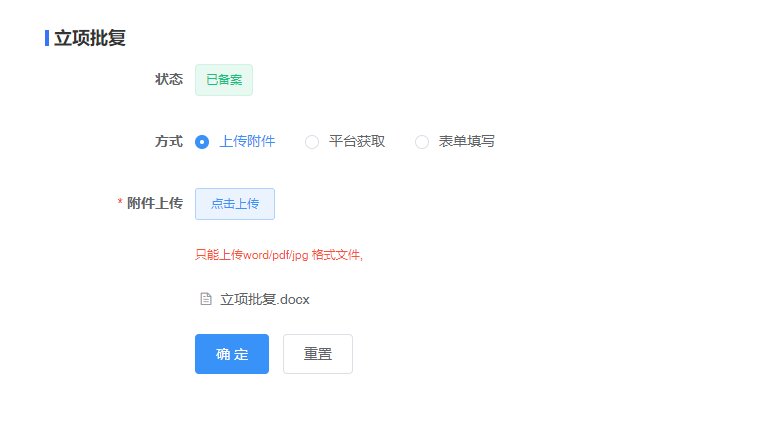 立项批复
状态 已备案
方式 上传附件 平台获取 表单填写
* 附件上传 点击上传
只能上传word/pdf/jpg 格式文件,
立项批复.docx
确 定 重置